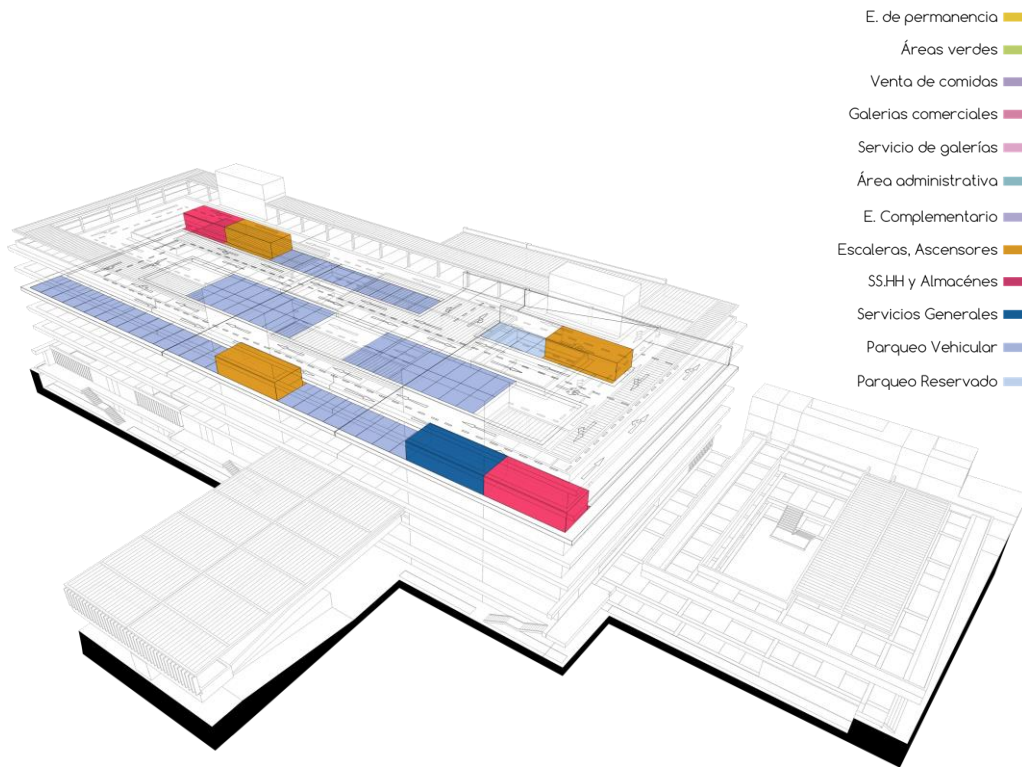 E. de permanencia
Áreas verdes
Venta de comidas
Galerias comerciales
Servicio de galerías
Área administrativa
E. Complementario
Escaleras, Ascensores
SS.HH y Almacénes
Servicios Generales
Parqueo Vehicular
Parqueo Reservado